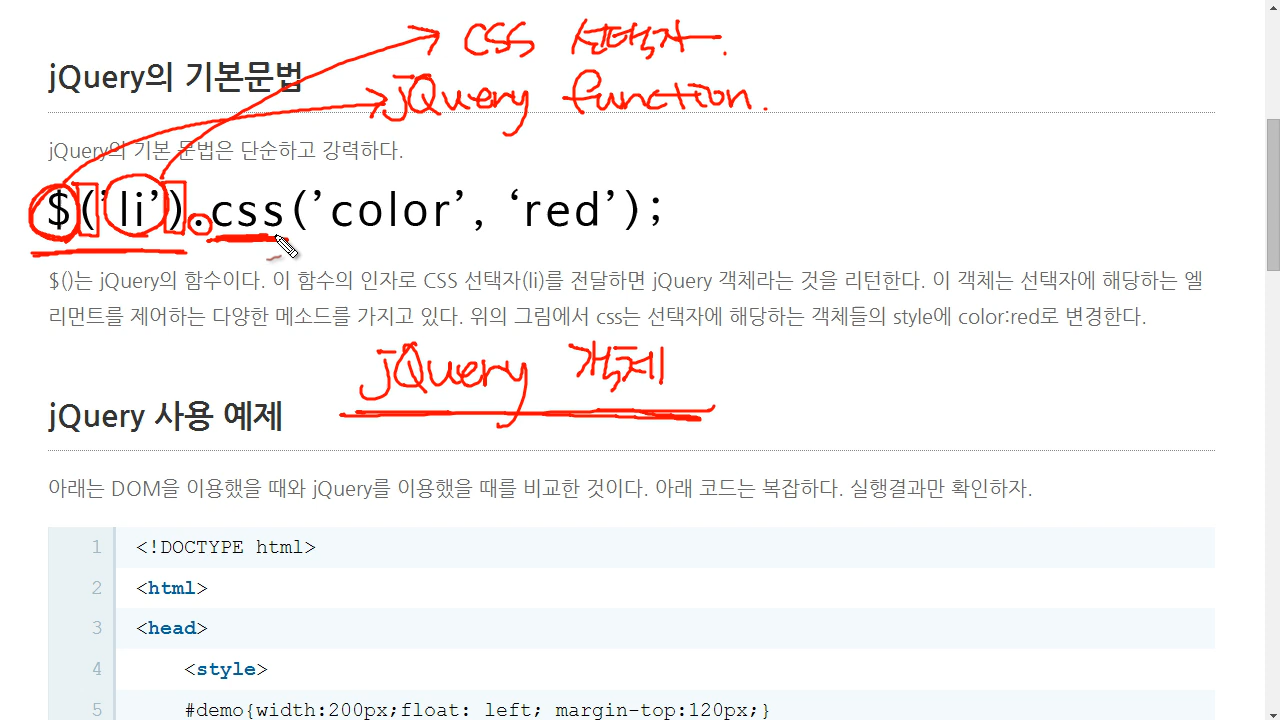 CSS 선택자.
jQuery의 기본문법
jQuery function.
jQuery의 기본 문법은 단순하고 강력하다.
$(’li’).css(’color’, ‘red’);
$()는 jQuery의 함수이다. 이 함수의 인자로 CSS 선택자(li)를 전달하면 jQuery 객체라는 것을 리턴한다. 이 객체는 선택자에 해당하는 엘
리먼트를 제어하는 다양한 메소드를 가지고 있다. 위의 그림에서 css는 선택자에 해당하는 객체들의 style에 color:red로 변경한다.
jQuery 객체
jQuery 사용 예제
아래는 DOM을 이용했을 때와 jQuery를 이용했을 때를 비교한 것이다. 아래 코드는 복잡하다. 실행결과만 확인하자.
1 <!DOCTYPE html>
2 <html>
3 <head>
4 <style>
5 #demo{width:200px;float: left; margin-top:120px;}